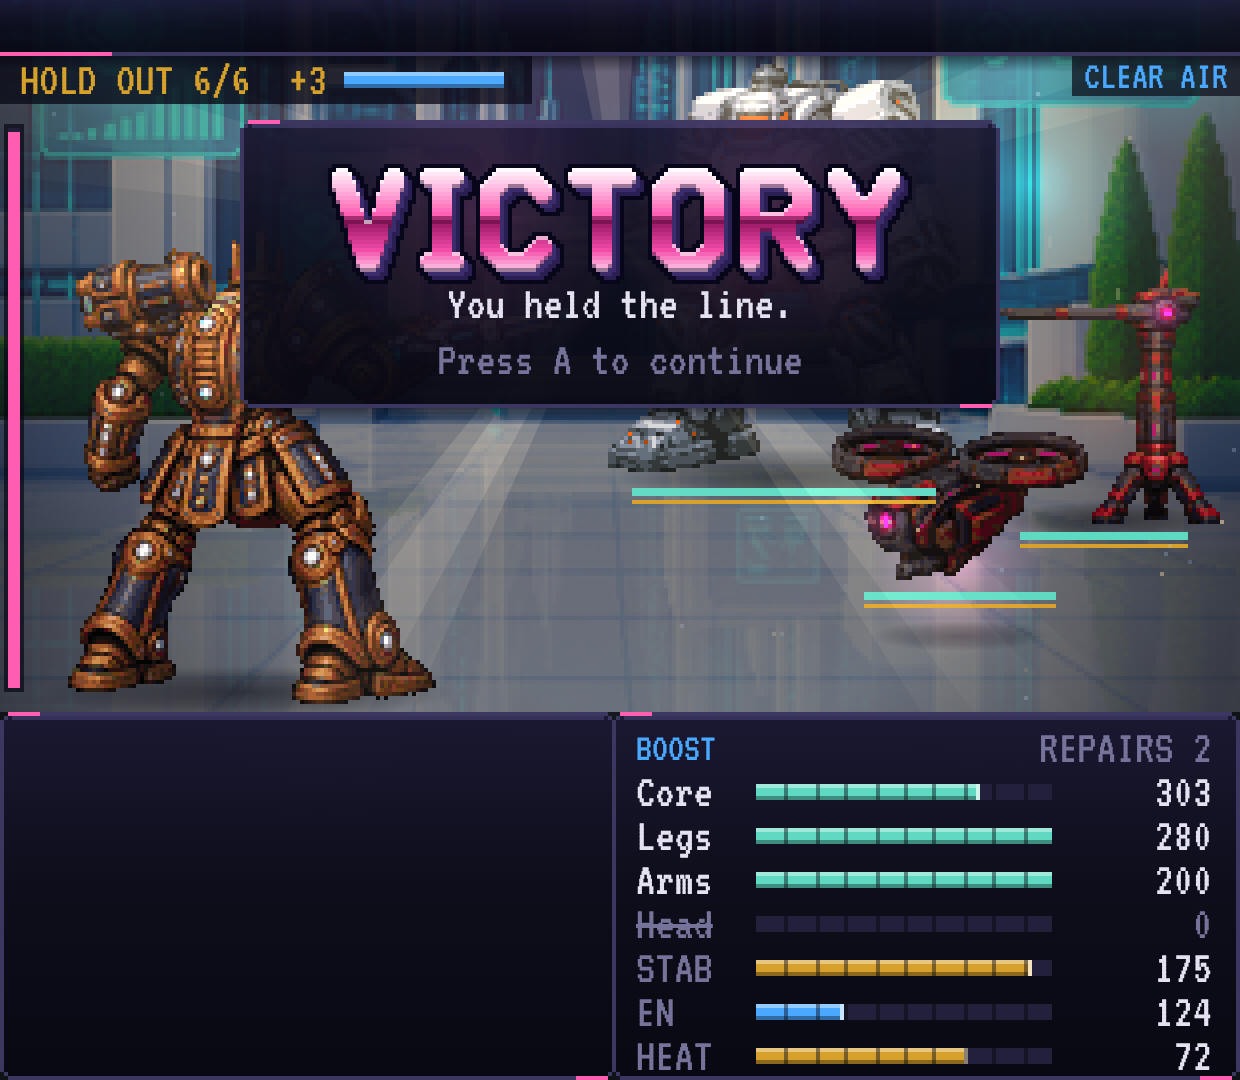 HOLD OUT 6/6 +3
CLEAR AIR
VICTORY
You held the line.
Press A to continue
BOOST REPAIRS 2
Core 303
Legs 280
Arms 200
Head 0
STAB 175
EN 124
HEAT 72